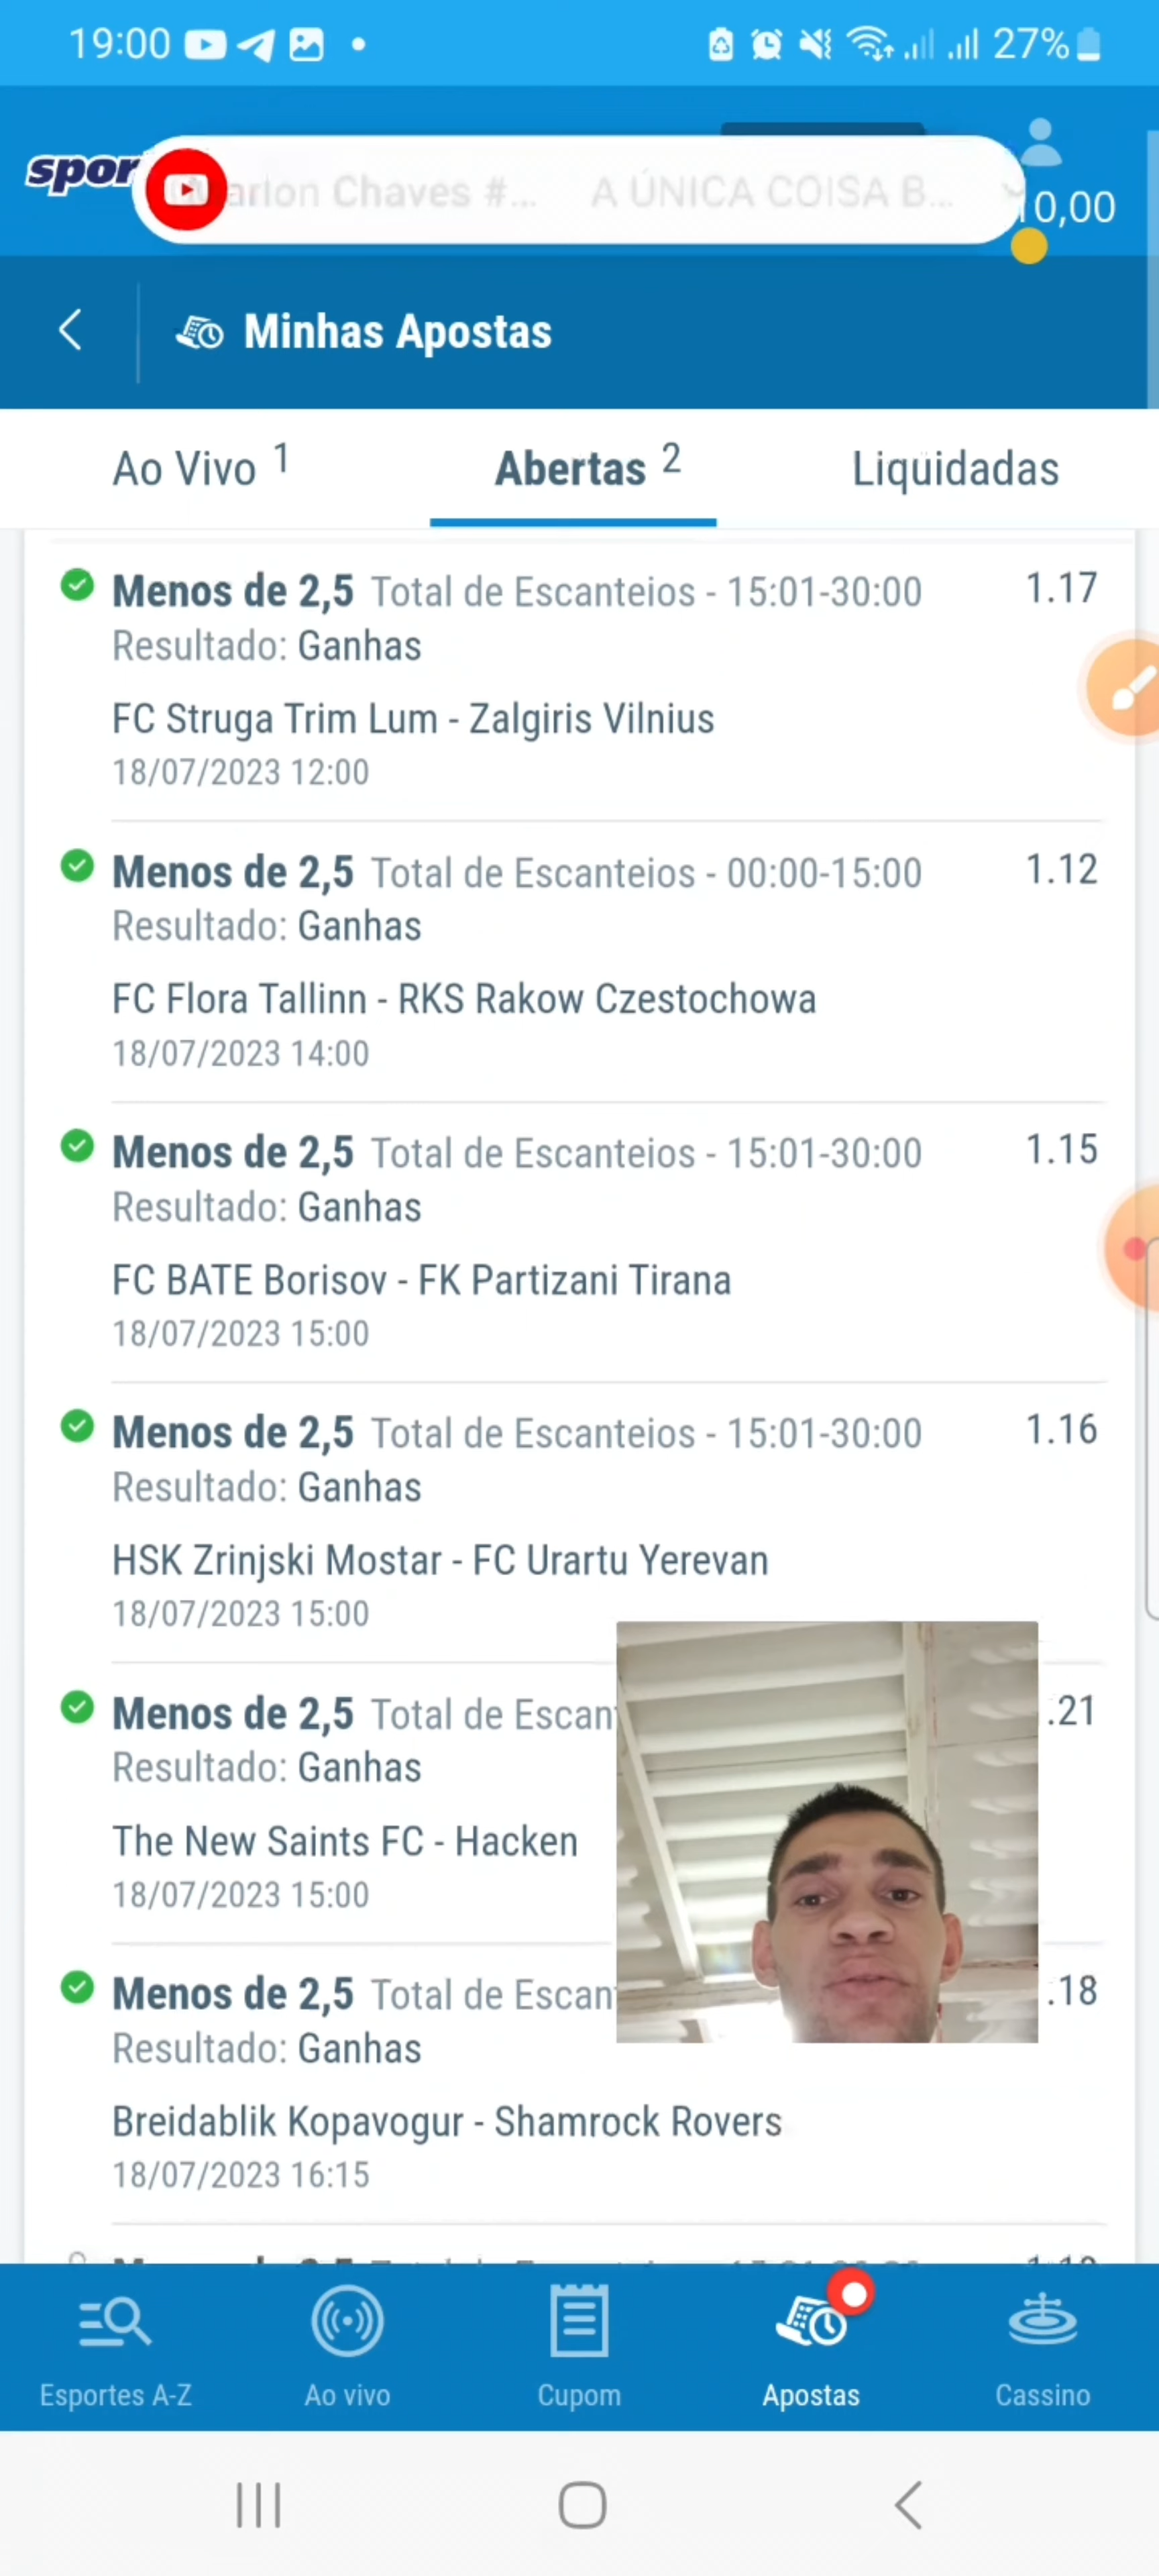 19:00
27%
spor
arlon Chaves #... A ÚNICA COISA B...
10,00
Minhas Apostas
Ao Vivo 1
Abertas 2
Liquidadas
Menos de 2,5 Total de Escanteios - 15:01-30:00 1.17
Resultado: Ganhas
FC Struga Trim Lum - Zalgiris Vilnius
18/07/2023 12:00
Menos de 2,5 Total de Escanteios - 00:00-15:00 1.12
Resultado: Ganhas
FC Flora Tallinn - RKS Rakow Czestochowa
18/07/2023 14:00
Menos de 2,5 Total de Escanteios - 15:01-30:00 1.15
Resultado: Ganhas
FC BATE Borisov - FK Partizani Tirana
18/07/2023 15:00
Menos de 2,5 Total de Escanteios - 15:01-30:00 1.16
Resultado: Ganhas
HSK Zrinjski Mostar - FC Urartu Yerevan
18/07/2023 15:00
Menos de 2,5 Total de Escan .21
Resultado: Ganhas
The New Saints FC - Hacken
18/07/2023 15:00
Menos de 2,5 Total de Escan .18
Resultado: Ganhas
Breidablik Kopavogur - Shamrock Rovers
18/07/2023 16:15
Esportes A-Z
Ao vivo
Cupom
Apostas
Cassino